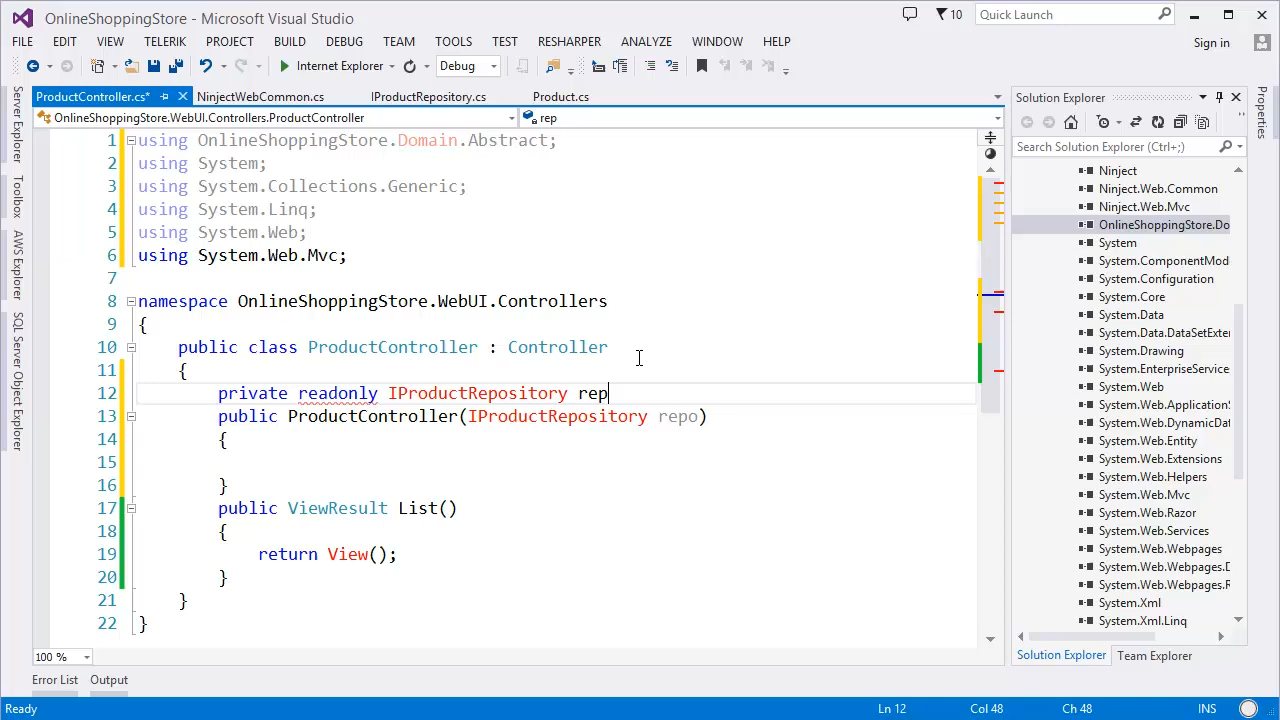 OnlineShoppingStore - Microsoft Visual Studio
10
Quick Launch
FILE EDIT VIEW TELERIK PROJECT BUILD DEBUG TEAM TOOLS TEST RESHARPER ANALYZE WINDOW HELP
Sign in
Internet Explorer
Debug
ProductController.cs* NinjectWebCommon.cs IProductRepository.cs Product.cs
OnlineShoppingStore.WebUI.Controllers.ProductController
rep
Server Explorer
Toolbox
AWS Explorer
SQL Server Object Explorer
1 using OnlineShoppingStore.Domain.Abstract;
2 using System;
3 using System.Collections.Generic;
4 using System.Linq;
5 using System.Web;
6 using System.Web.Mvc;
7
8 namespace OnlineShoppingStore.WebUI.Controllers
9 {
10 public class ProductController : Controller
11 {
12 private readonly IProductRepository rep
13 public ProductController(IProductRepository repo)
14 {
15
16 }
17 public ViewResult List()
18 {
19 return View();
20 }
21 }
22 }
100 %
Solution Explorer
Search Solution Explorer (Ctrl+;)
Ninject
Ninject.Web.Common
Ninject.Web.Mvc
OnlineShoppingStore.Do
System
System.ComponentMod
System.Configuration
System.Core
System.Data
System.Data.DataSetExter
System.Drawing
System.EnterpriseService
System.Web
System.Web.Application
System.Web.DynamicDat
System.Web.Entity
System.Web.Extensions
System.Web.Helpers
System.Web.Mvc
System.Web.Razor
System.Web.Services
System.Web.Webpages
System.Web.Webpages.D
System.Web.Webpages.R
System.Xml
System.Xml.Linq
Solution Explorer Team Explorer
Properties
Error List Output
Ready
Ln 12 Col 48 Ch 48 INS